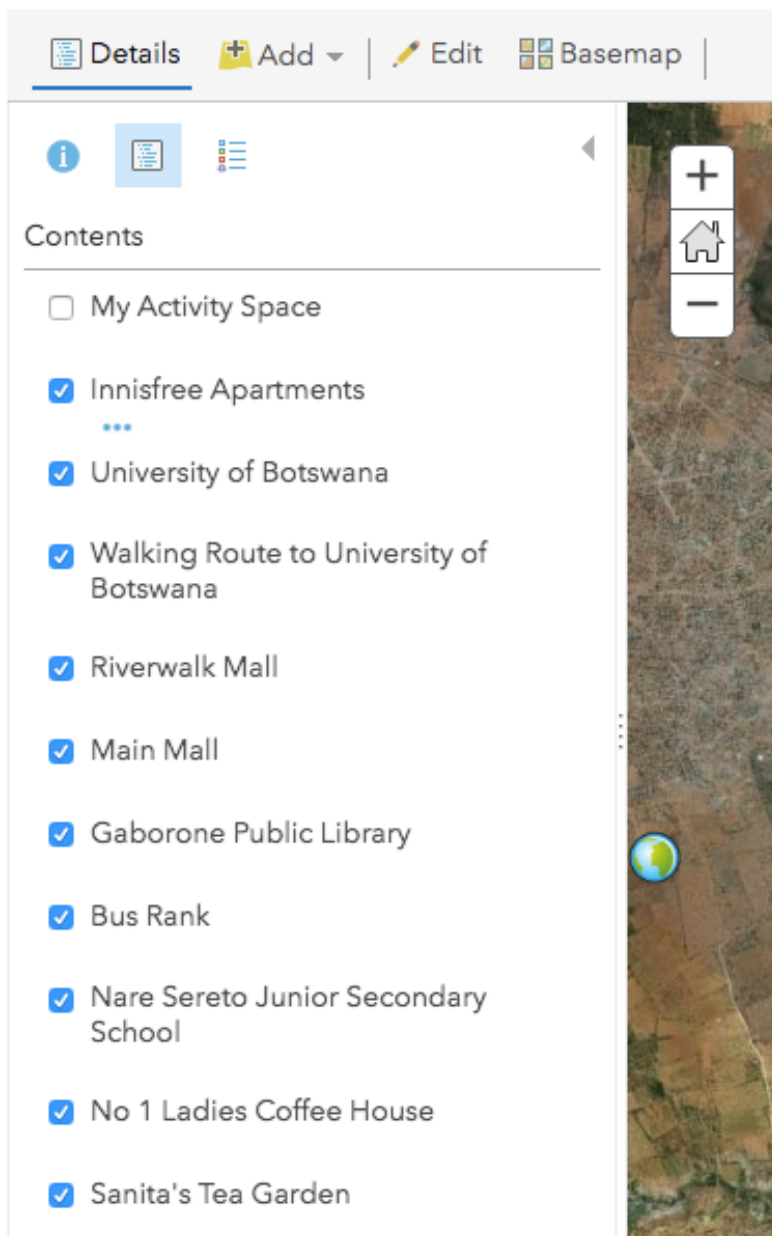 Details Add Edit Basemap
Contents
My Activity Space
Innisfree Apartments
University of Botswana
Walking Route to University of
Botswana
Riverwalk Mall
Main Mall
Gaborone Public Library
Bus Rank
Nare Sereto Junior Secondary
School
No 1 Ladies Coffee House
Sanita's Tea Garden